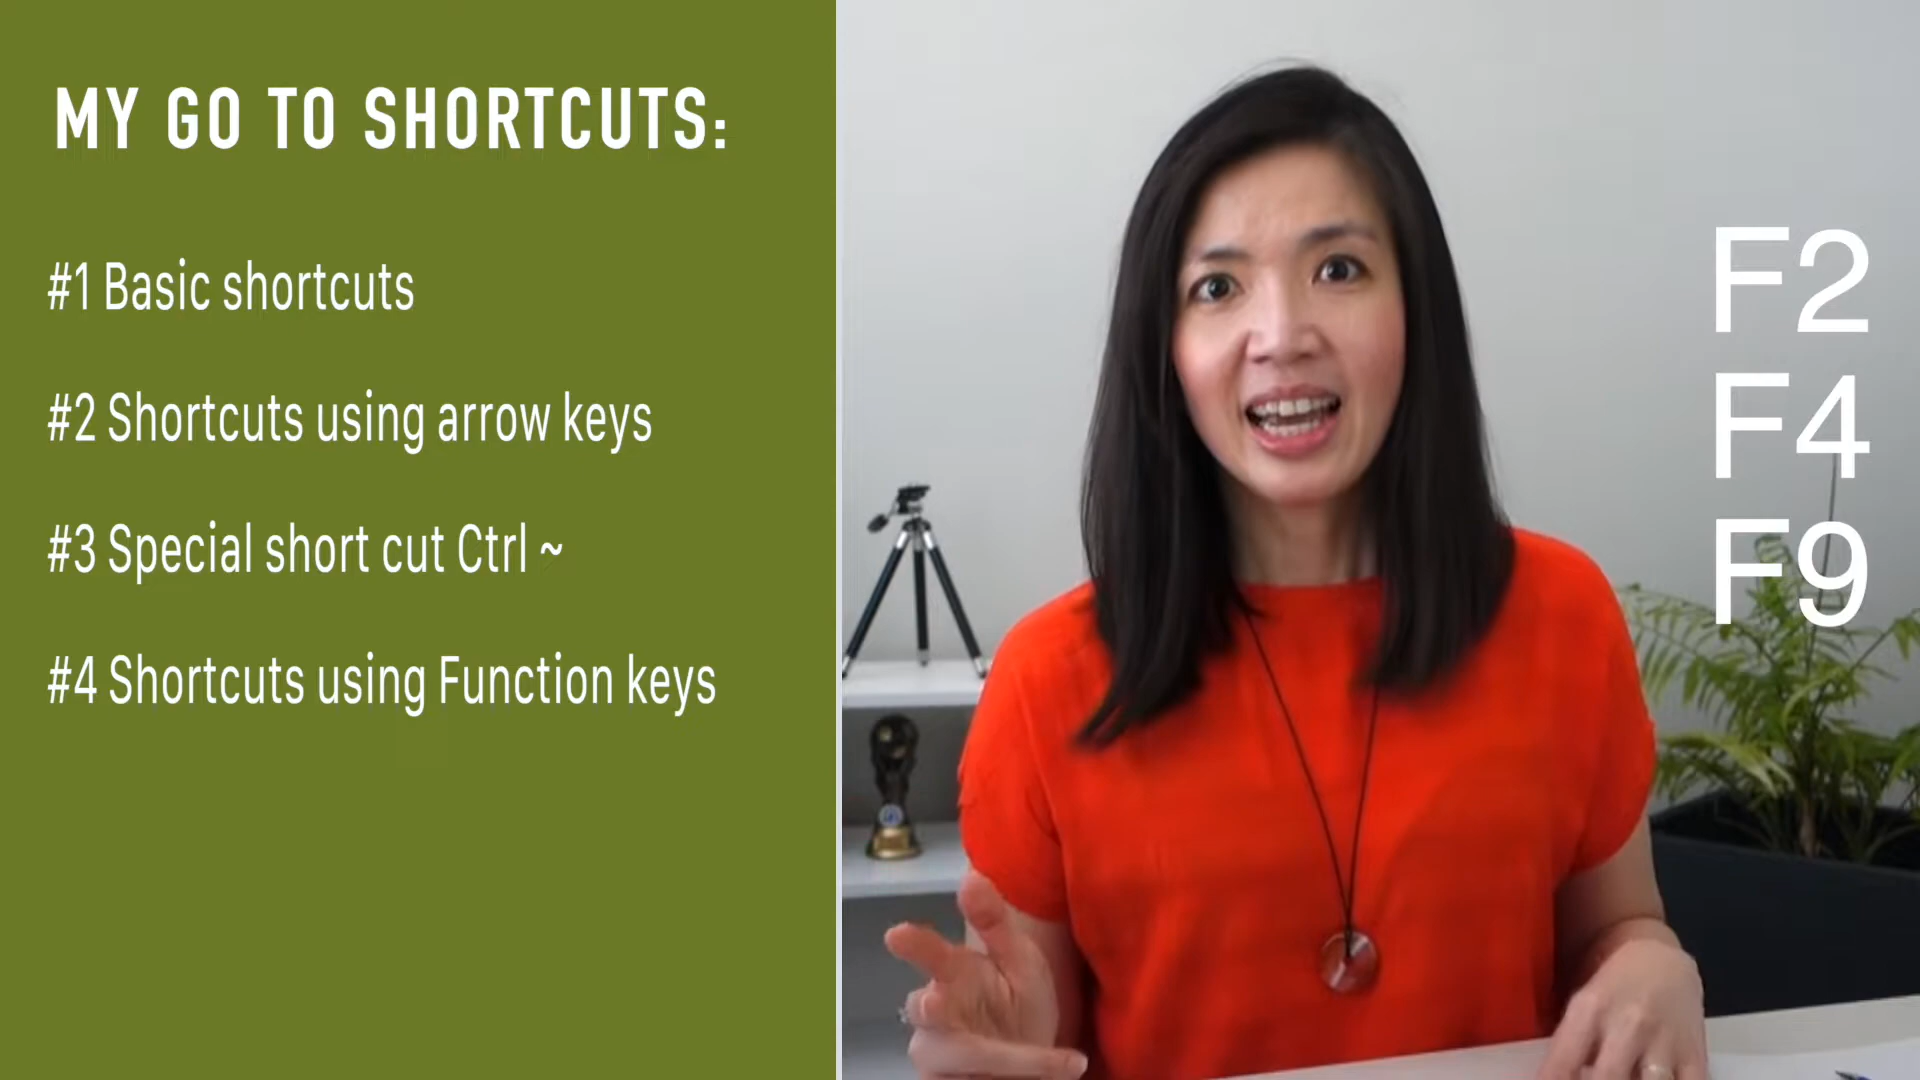 MY GO TO SHORTCUTS:
#1 Basic shortcuts
#2 Shortcuts using arrow keys
#3 Special short cut Ctrl ~
#4 Shortcuts using Function keys
F2
F4
F9